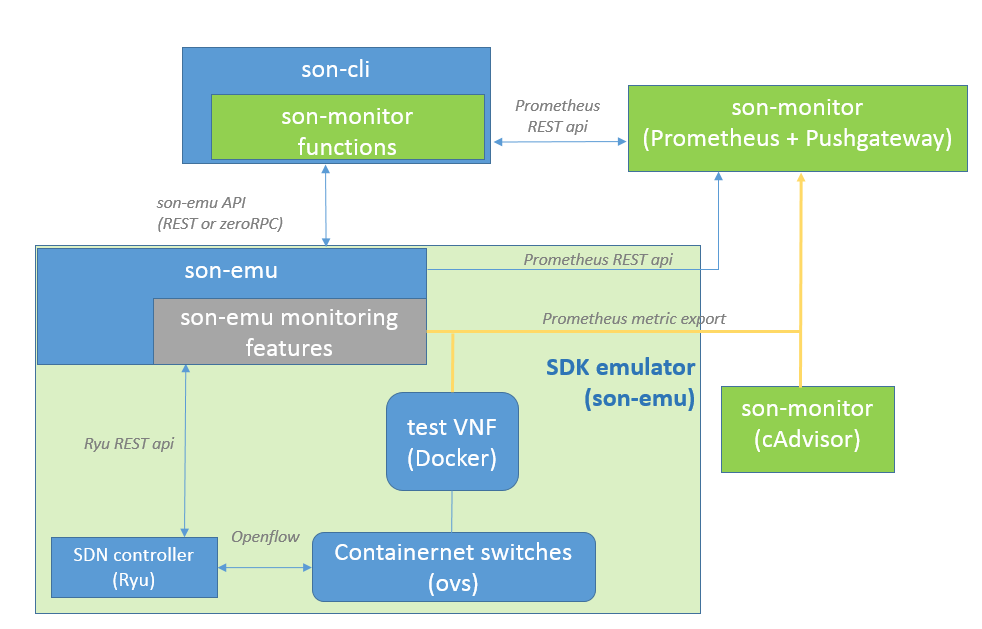 son-cli
son-monitor
functions
Prometheus
REST api
son-monitor
(Prometheus + Pushgateway)
son-emu API
(REST or zeroRPC)
son-emu
Prometheus REST api
son-emu monitoring
features
Prometheus metric export
SDK emulator
(son-emu)
son-monitor
(cAdvisor)
test VNF
(Docker)
Ryu REST api
Openflow
SDN controller
(Ryu)
Containernet switches
(ovs)